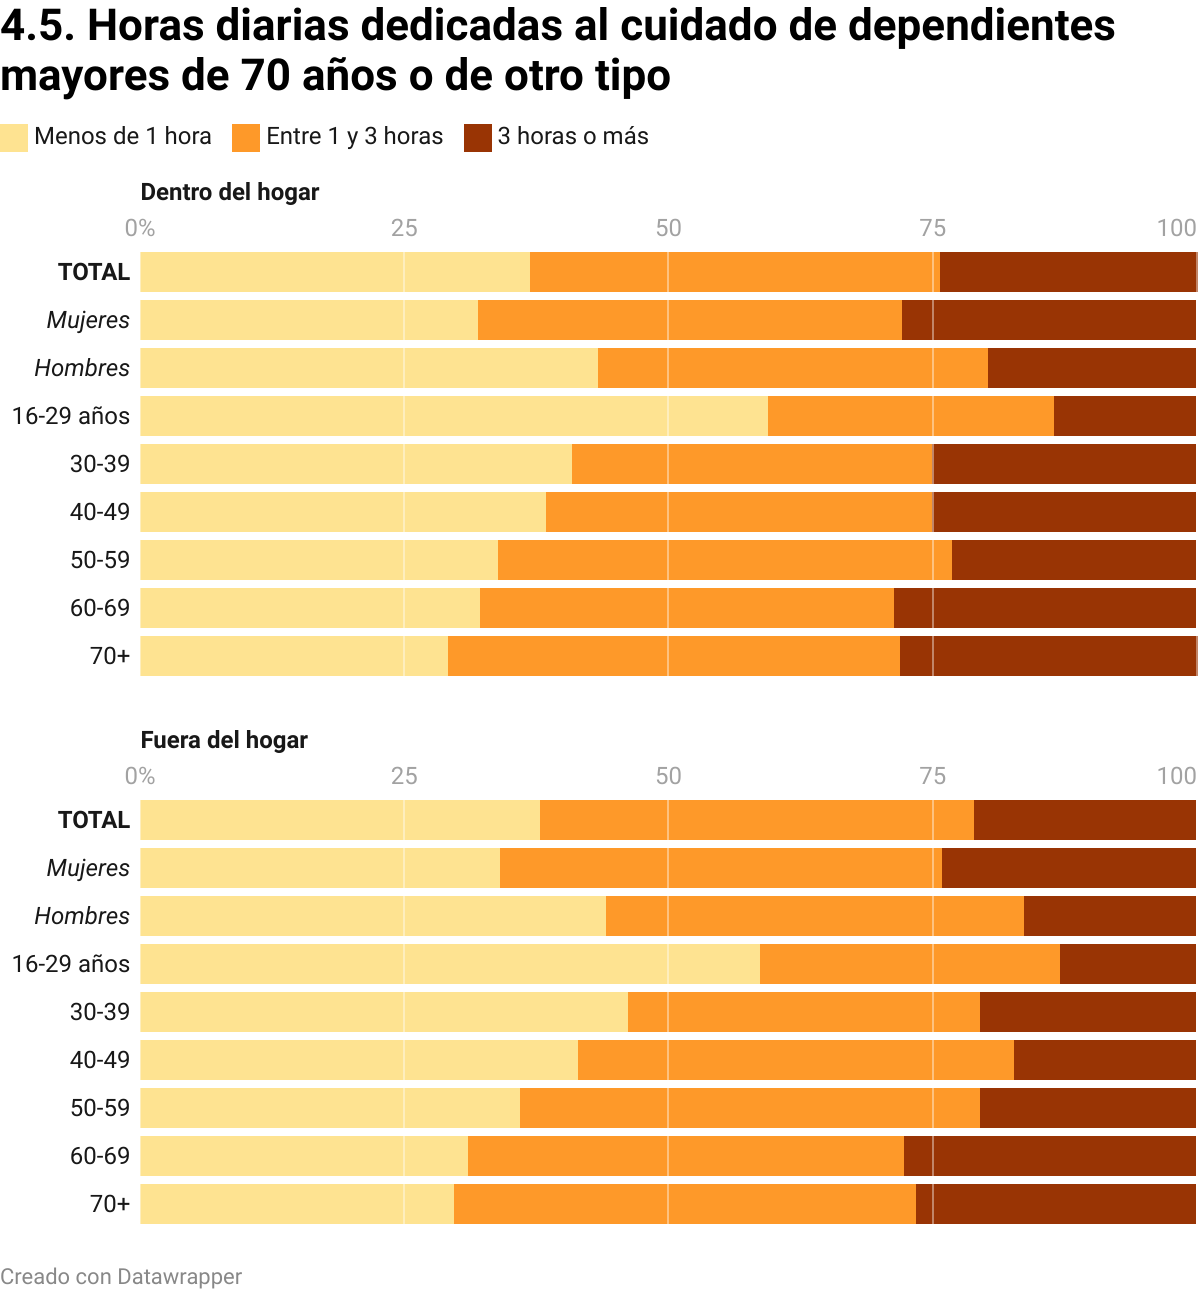 4.5. Horas diarias dedicadas al cuidado de dependientes
mayores de 70 años o de otro tipo
Menos de 1 hora Entre 1 y 3 horas 3 horas o más
Dentro del hogar
0% 25 50 75 100
TOTAL
Mujeres
Hombres
16-29 años
30-39
40-49
50-59
60-69
70+
Fuera del hogar
0% 25 50 75 100
TOTAL
Mujeres
Hombres
16-29 años
30-39
40-49
50-59
60-69
70+
Creado con Datawrapper